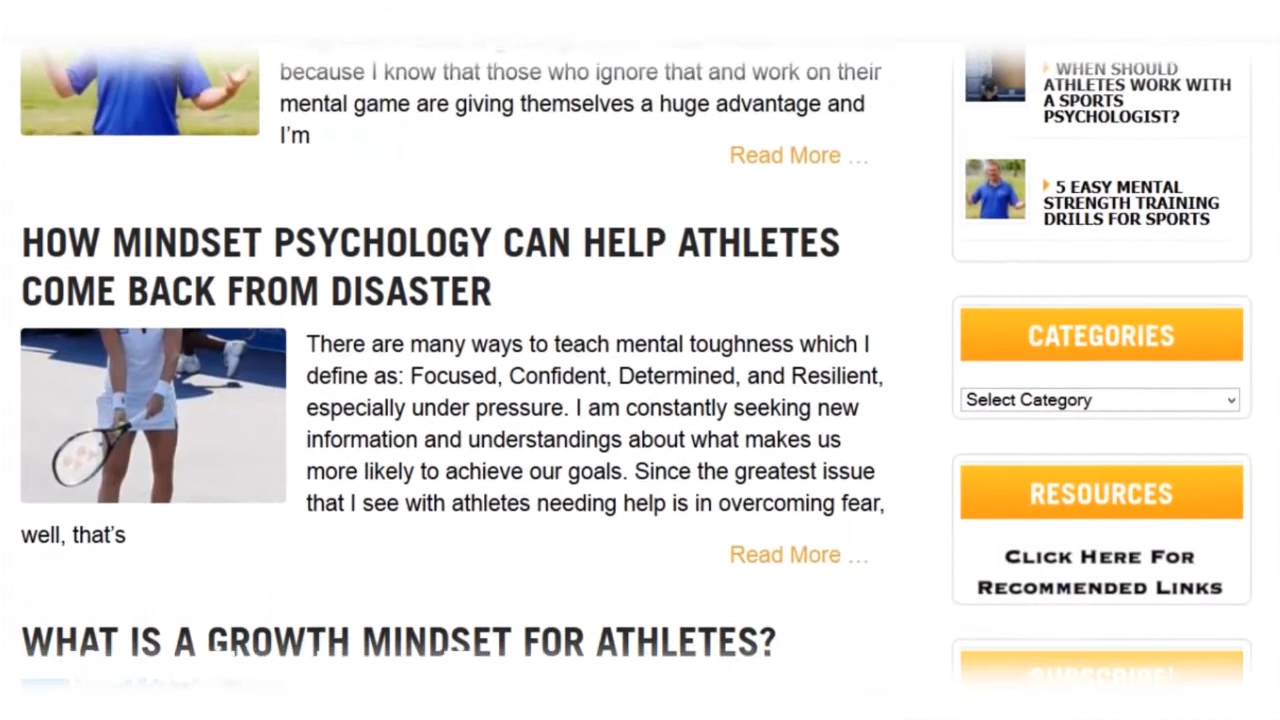 because I know that those who ignore that and work on their
mental game are giving themselves a huge advantage and
I'm
Read More ...
HOW MINDSET PSYCHOLOGY CAN HELP ATHLETES
COME BACK FROM DISASTER
There are many ways to teach mental toughness which I
define as: Focused, Confident, Determined, and Resilient,
especially under pressure. I am constantly seeking new
information and understandings about what makes us
more likely to achieve our goals. Since the greatest issue
that I see with athletes needing help is in overcoming fear,
well, that's
Read More ...
WHAT IS A GROWTH MINDSET FOR ATHLETES?
WHEN SHOULD
ATHLETES WORK WITH
A SPORTS
PSYCHOLOGIST?
5 EASY MENTAL
STRENGTH TRAINING
DRILLS FOR SPORTS
CATEGORIES
Select Category
RESOURCES
CLICK HERE FOR
RECOMMENDED LINKS
SUBSCRIBE!